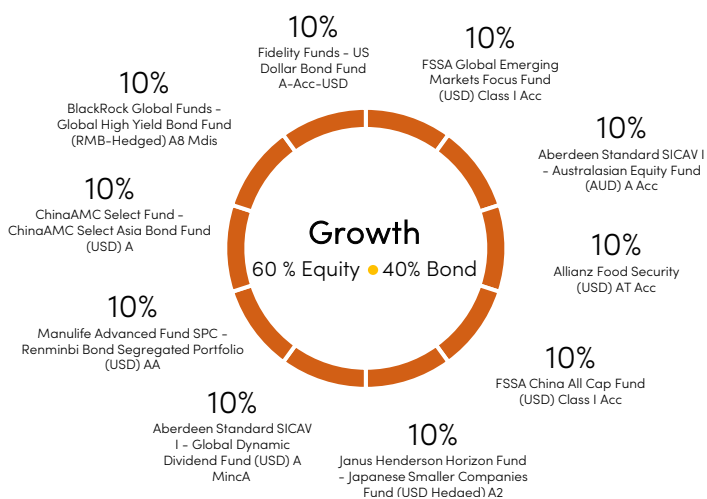 10%
Fidelity Funds - US
Dollar Bond Fund
A-Acc-USD
10%
FSSA Global Emerging
Markets Focus Fund
(USD) Class I Acc
10%
Aberdeen Standard SICAV I
- Australasian Equity Fund
(AUD) A Acc
10%
Allianz Food Security
(USD) AT Acc
10%
FSSA China All Cap Fund
(USD) Class I Acc
10%
Janus Henderson Horizon Fund
- Japanese Smaller Companies
Fund (USD Hedged) A2
10%
Aberdeen Standard SICAV
I - Global Dynamic
Dividend Fund (USD) A
MincA
10%
Manulife Advanced Fund SPC -
Renminbi Bond Segregated Portfolio
(USD) AA
10%
ChinaAMC Select Fund -
ChinaAMC Select Asia Bond Fund
(USD) A
10%
BlackRock Global Funds -
Global High Yield Bond Fund
(RMB-Hedged) A8 Mdis
Growth
60 % Equity ● 40% Bond